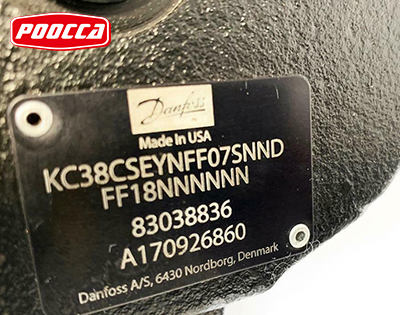 POOCCA
Danfoss
Made In USA
KC38CSEYNFF07SNND
FF18NNNNNN
83038836
A170926860
Danfoss A/S, 6430 Nordborg, Denmark